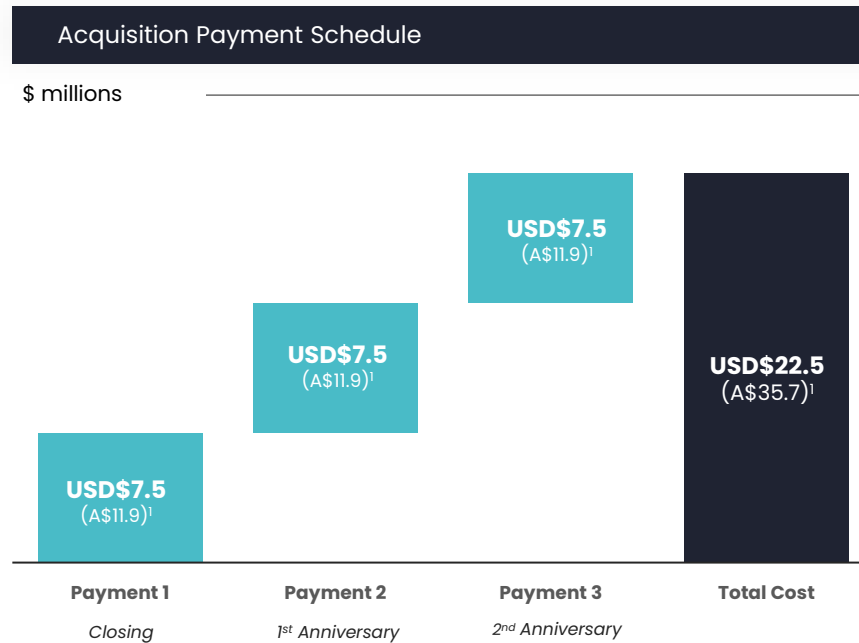 Acquisition Payment Schedule
$ millions
USD$7.5
(A$11.9)¹
USD$7.5
(A$11.9)¹
USD$7.5
(A$11.9)¹
USD$22.5
(A$35.7)¹
Payment 1
Payment 2
Payment 3
Total Cost
Closing
1st Anniversary
2nd Anniversary